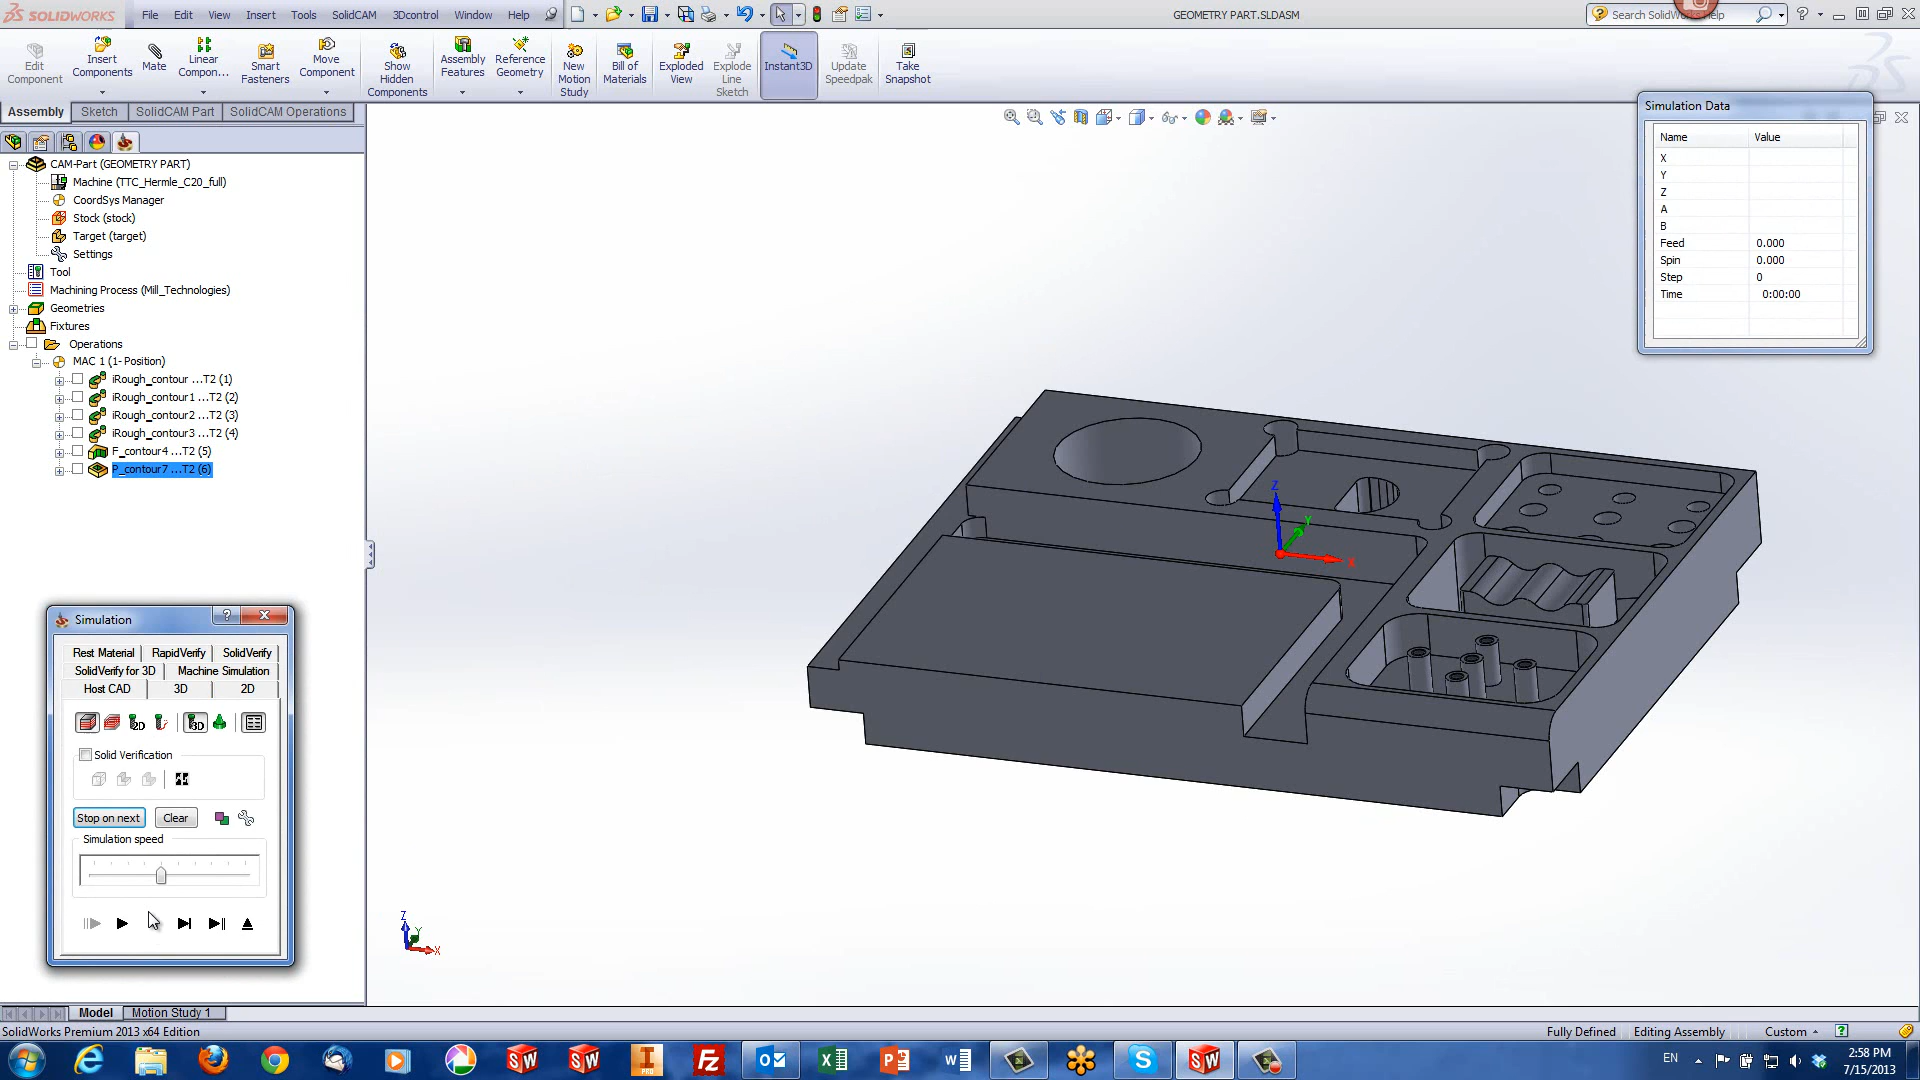 SOLIDWORKS File Edit View Insert Tools SolidCAM 3Dcontrol Window Help GEOMETRY PART.SLDASM Search SolidWorks Help
Edit Component
Insert Components
Mate
Linear Compon...
Smart Fasteners
Move Component
Show Hidden Components
Assembly Features
Reference Geometry
New Motion Study
Bill of Materials
Exploded View
Explode Line Sketch
Instant3D
Update Speedpak
Take Snapshot
Assembly Sketch SolidCAM Part SolidCAM Operations
CAM-Part (GEOMETRY PART)
Machine (TTC_Hermle_C20_full)
CoordSys Manager
Stock (stock)
Target (target)
Settings
Tool
Machining Process (Mill_Technologies)
Geometries
Fixtures
Operations
MAC 1 (1- Position)
iRough_contour ...T2 (1)
iRough_contour1 ...T2 (2)
iRough_contour2 ...T2 (3)
iRough_contour3 ...T2 (4)
F_contour4 ...T2 (5)
P_contour7 ...T2 (6)
Simulation Data
Name Value
X
Y
Z
A
B
Feed 0.000
Spin 0.000
Step 0
Time 0:00:00
Z
Y
X
Simulation
Rest Material RapidVerify SolidVerify
SolidVerify for 3D Machine Simulation
Host CAD 3D 2D
2D 3D
Solid Verification
Stop on next Clear
Simulation speed
Z
Y
X
Model Motion Study 1
SolidWorks Premium 2013 x64 Edition Fully Defined Editing Assembly Custom
EN 2:58 PM
7/15/2013